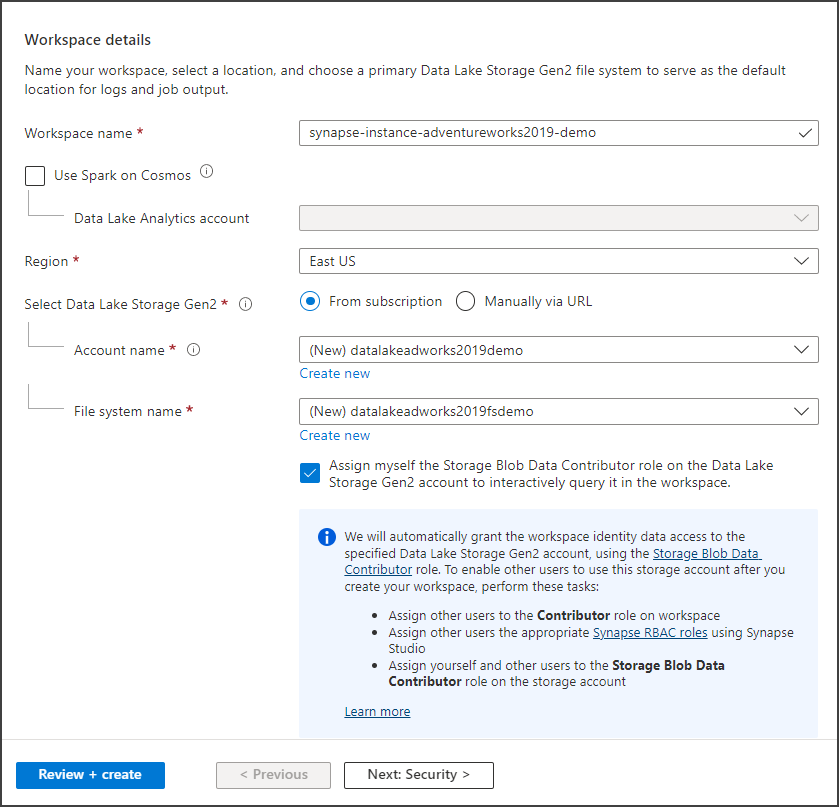 Workspace details
Name your workspace, select a location, and choose a primary Data Lake Storage Gen2 file system to serve as the default
location for logs and job output.
Workspace name *
synapse-instance-adventureworks2019-demo
Use Spark on Cosmos
Data Lake Analytics account
Region *
East US
Select Data Lake Storage Gen2 *
From subscription
Manually via URL
Account name *
(New) datalakeadworks2019demo
Create new
File system name *
(New) datalakeadworks2019fsdemo
Create new
Assign myself the Storage Blob Data Contributor role on the Data Lake
Storage Gen2 account to interactively query it in the workspace.
We will automatically grant the workspace identity data access to the
specified Data Lake Storage Gen2 account, using the Storage Blob Data
Contributor role. To enable other users to use this storage account after you
create your workspace, perform these tasks:
• Assign other users to the Contributor role on workspace
• Assign other users the appropriate Synapse RBAC roles using Synapse
Studio
• Assign yourself and other users to the Storage Blob Data
Contributor role on the storage account
Learn more
Review + create
< Previous
Next: Security >